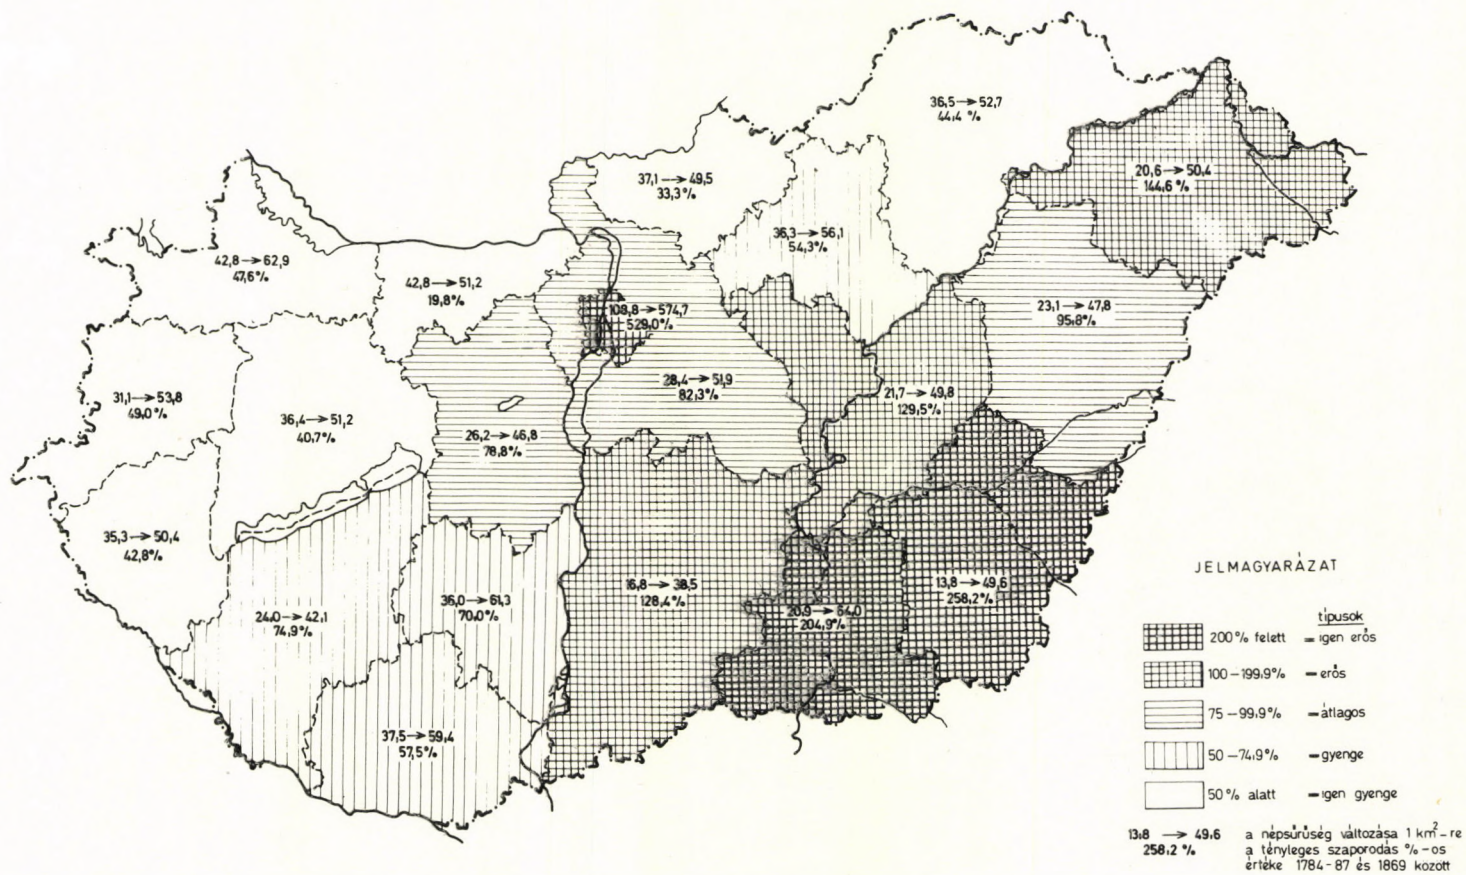 36,5 → 52,7
44,4 %
20,6 → 50,4
144,6 %
37,1 → 49,5
33,3 %
36,3 → 56,1
54,3 %
42,8 → 62,9
47,6 %
42,8 → 51,2
19,8 %
108,8 → 574,7
529,0 %
23,1 → 47,8
95,8 %
31,1 → 53,8
49,0 %
36,4 → 51,2
40,7 %
28,4 → 51,9
82,3 %
21,7 → 49,8
129,5 %
26,2 → 46,8
78,8 %
35,3 → 50,4
42,8 %
24,0 → 42,1
74,9 %
36,0 → 61,3
70,0 %
16,8 → 38,5
128,4 %
20,9 → 64,0
204,9 %
13,8 → 49,6
258,2 %
37,5 → 59,4
57,5 %
JELMAGYARÁZAT
típusok
200 % felett – igen erős
100 – 199,9 % – erős
75 – 99,9 % – átlagos
50 – 74,9 % – gyenge
50 % alatt – igen gyenge
13,8 → 49,6 a népsűrűség változása 1 km² – re
258,2 % a tényleges szaporodás % – os
értéke 1784 - 87 és 1869 között